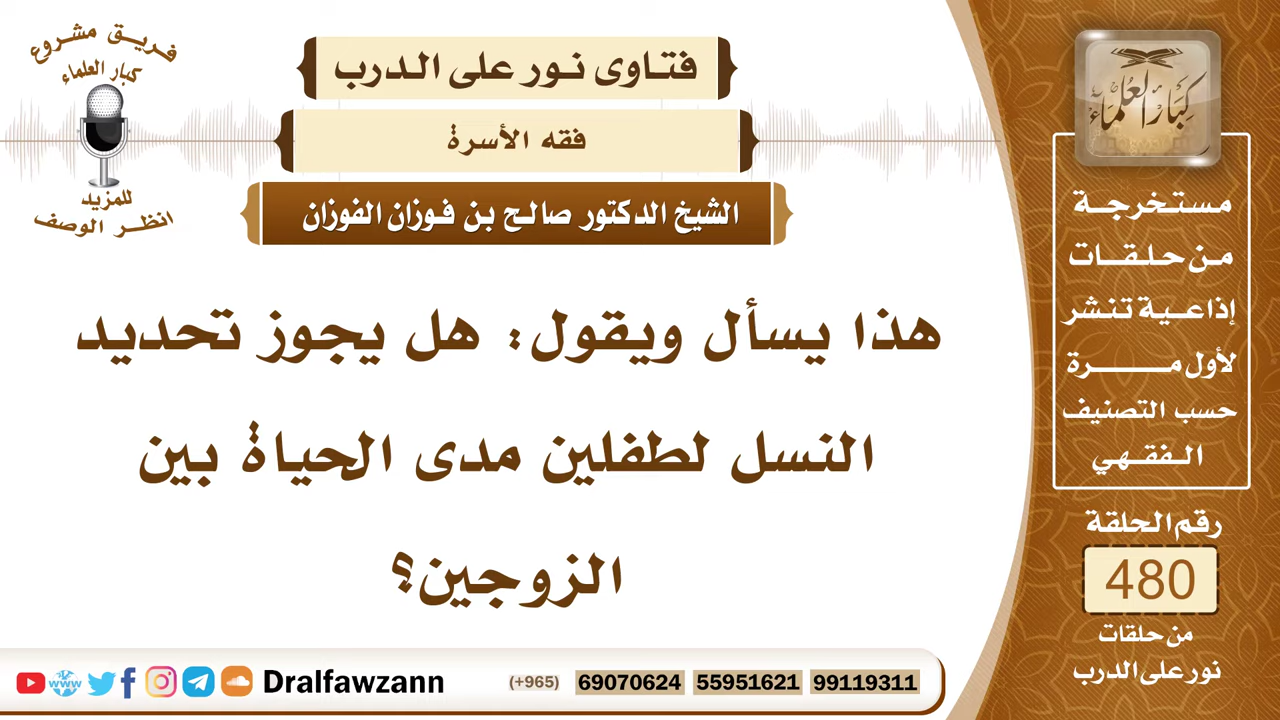 فريق مشروع
كبار العلماء
للمزيد
انظر الوصف
فتاوى نور على الدرب
فقه الأسرة
الشيخ الدكتور صالح بن فوزان الفوزان
هذا يسأل ويقول: هل يجوز تحديد
النسل لطفلين مدى الحياة بين
الزوجين؟
كبار العلماء
مستخرجة
من حلقات
إذاعية تنشر
لأول مرة
حسب التصنيف
الفقهي
رقم الحلقة
480
من حلقات
نور على الدرب
www Dralfawzann (+965) 69070624 55951621 99119311